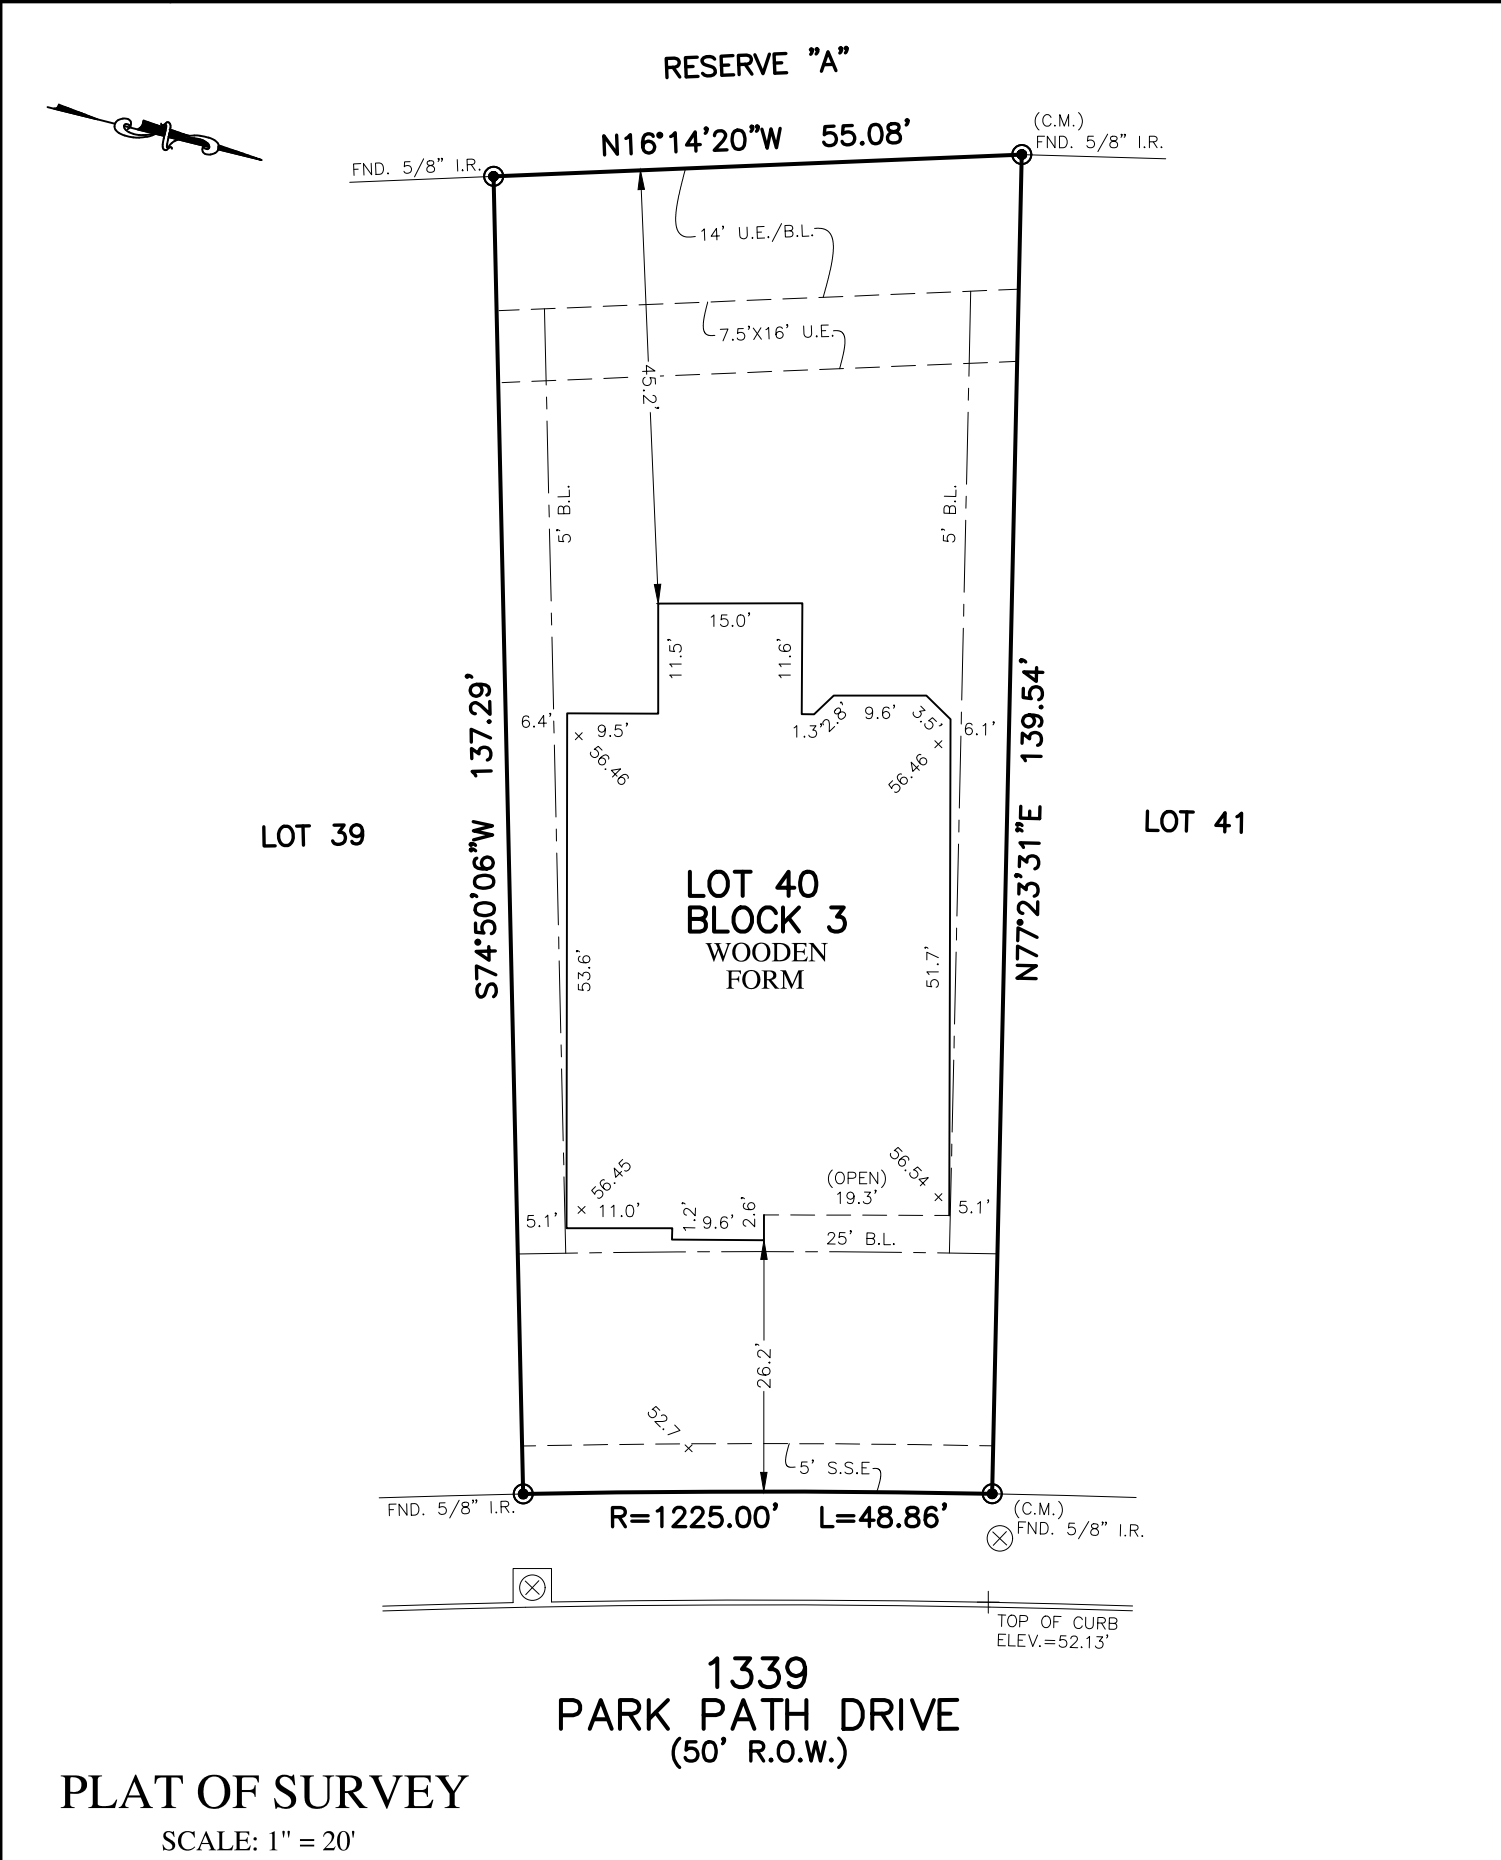 RESERVE "A"
N16°14'20"W 55.08'
(C.M.)
FND. 5/8" I.R.
FND. 5/8" I.R.
14' U.E./B.L.
7.5'X16' U.E.
45.2'
5' B.L.
5' B.L.
15.0'
11.5'
11.6'
6.4'
9.5'
1.3'
2.8'
9.6'
3.5'
6.1'
56.46
56.46
S74°50'06"W 137.29'
N77°23'31"E 139.54'
LOT 39
LOT 41
LOT 40
BLOCK 3
WOODEN
FORM
53.6'
51.7'
56.45
56.54
(OPEN)
19.3'
5.1'
11.0'
1.2'
9.6'
2.6'
5.1'
25' B.L.
26.2'
52.7
5' S.S.E
FND. 5/8" I.R.
R=1225.00' L=48.86'
(C.M.)
FND. 5/8" I.R.
TOP OF CURB
ELEV.=52.13'
1339
PARK PATH DRIVE
(50' R.O.W.)
PLAT OF SURVEY
SCALE: 1" = 20'